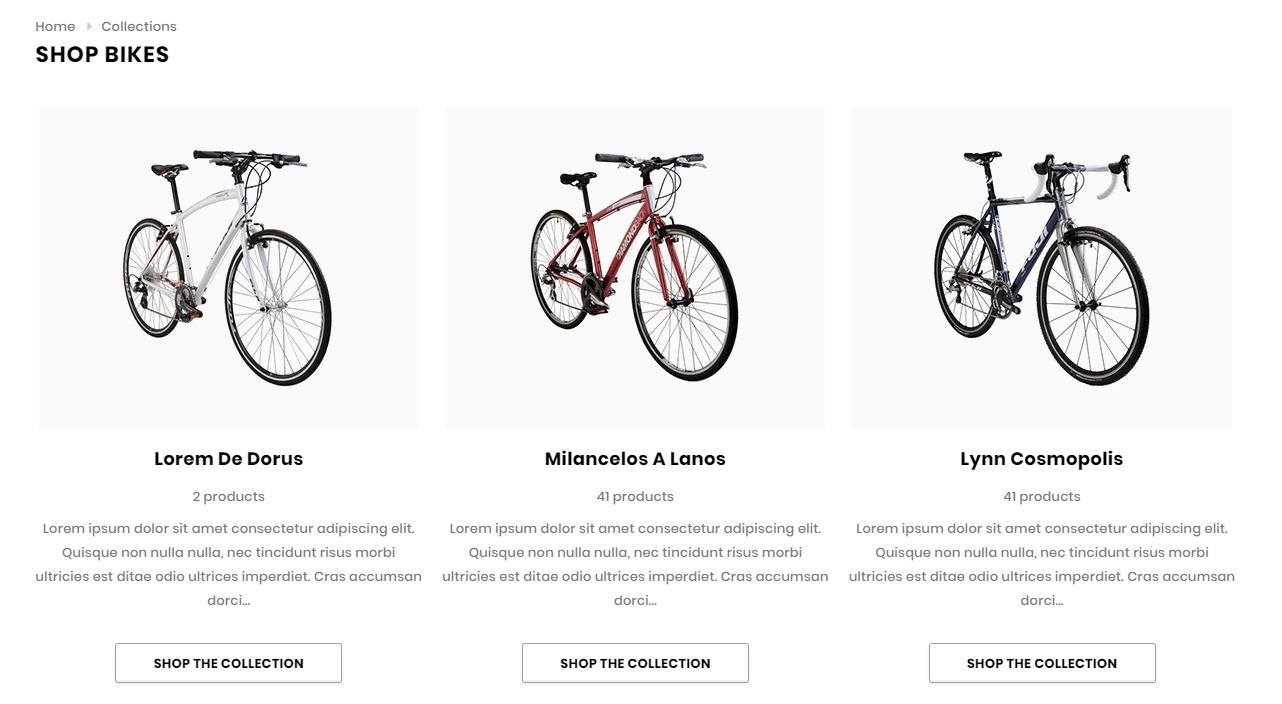 Home Collections
SHOP BIKES
Lorem De Dorus
2 products
Lorem ipsum dolor sit amet consectetur adipiscing elit.
Quisque non nulla nulla, nec tincidunt risus morbi
ultricies est ditae odio ultrices imperdiet. Cras accumsan
dorci...
SHOP THE COLLECTION
Milancelos A Lanos
41 products
Lorem ipsum dolor sit amet consectetur adipiscing elit.
Quisque non nulla nulla, nec tincidunt risus morbi
ultricies est ditae odio ultrices imperdiet. Cras accumsan
dorci...
SHOP THE COLLECTION
Lynn Cosmopolis
41 products
Lorem ipsum dolor sit amet consectetur adipiscing elit.
Quisque non nulla nulla, nec tincidunt risus morbi
ultricies est ditae odio ultrices imperdiet. Cras accumsan
dorci...
SHOP THE COLLECTION